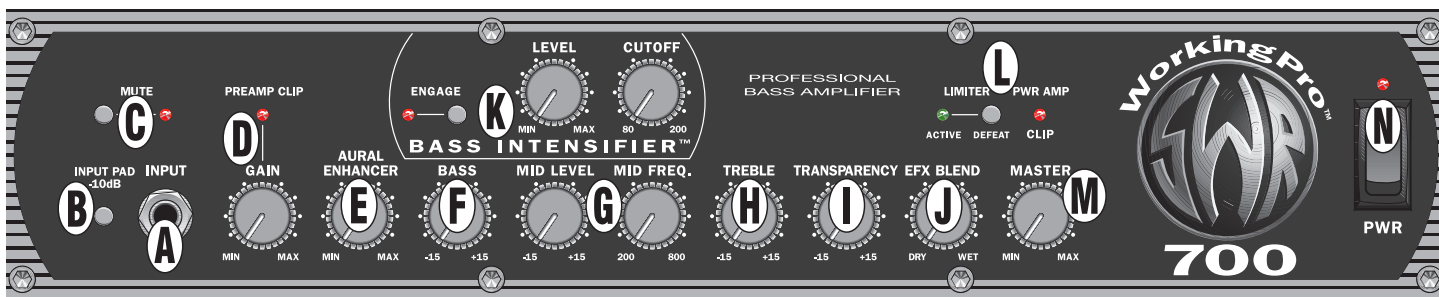 MUTE
C
PREAMP CLIP
D
INPUT PAD
-10dB
B
INPUT
A
GAIN
MIN MAX
AURAL
ENHANCER
E
MIN MAX
ENGAGE
K
LEVEL
MIN MAX
CUTOFF
80 200
BASS INTENSIFIER™
BASS
F
-15 +15
MID LEVEL
-15 +15
G
MID FREQ.
200 800
PROFESSIONAL
BASS AMPLIFIER
L
LIMITER
ACTIVE DEFEAT
PWR AMP
CLIP
TREBLE
H
-15 +15
TRANSPARENCY
I
-15 +15
EFX BLEND
J
DRY WET
MASTER
M
MIN MAX
WorkingPro™
SWR
700
N
PWR